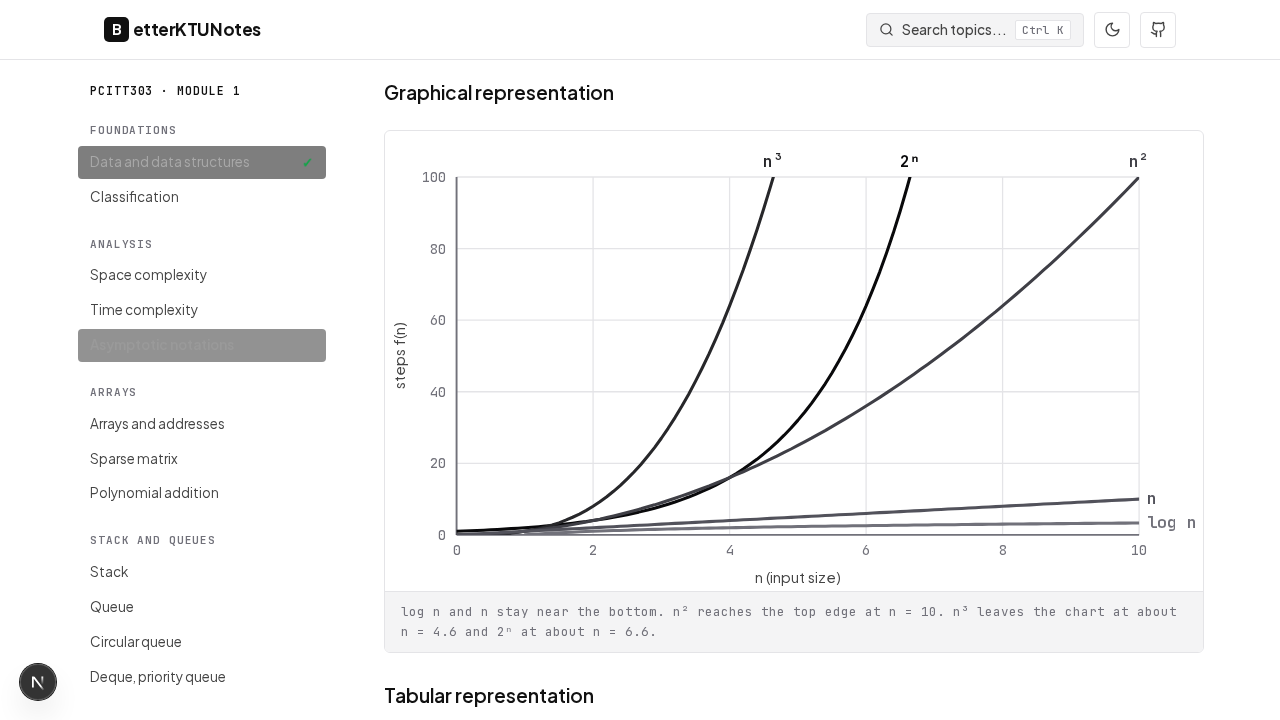 B etterKTUNotes
Search topics... Ctrl K
PCITT303 · MODULE 1
FOUNDATIONS
Data and data structures ✔
Classification
ANALYSIS
Space complexity
Time complexity
Asymptotic notations
ARRAYS
Arrays and addresses
Sparse matrix
Polynomial addition
STACK AND QUEUES
Stack
Queue
Circular queue
Deque, priority queue
N
Graphical representation
n³ 2ⁿ n²
100
80
60
40
20
0
steps f(n)
n
log n
0 2 4 6 8 10
n (input size)
log n and n stay near the bottom. n² reaches the top edge at n = 10. n³ leaves the chart at about
n = 4.6 and 2ⁿ at about n = 6.6.
Tabular representation